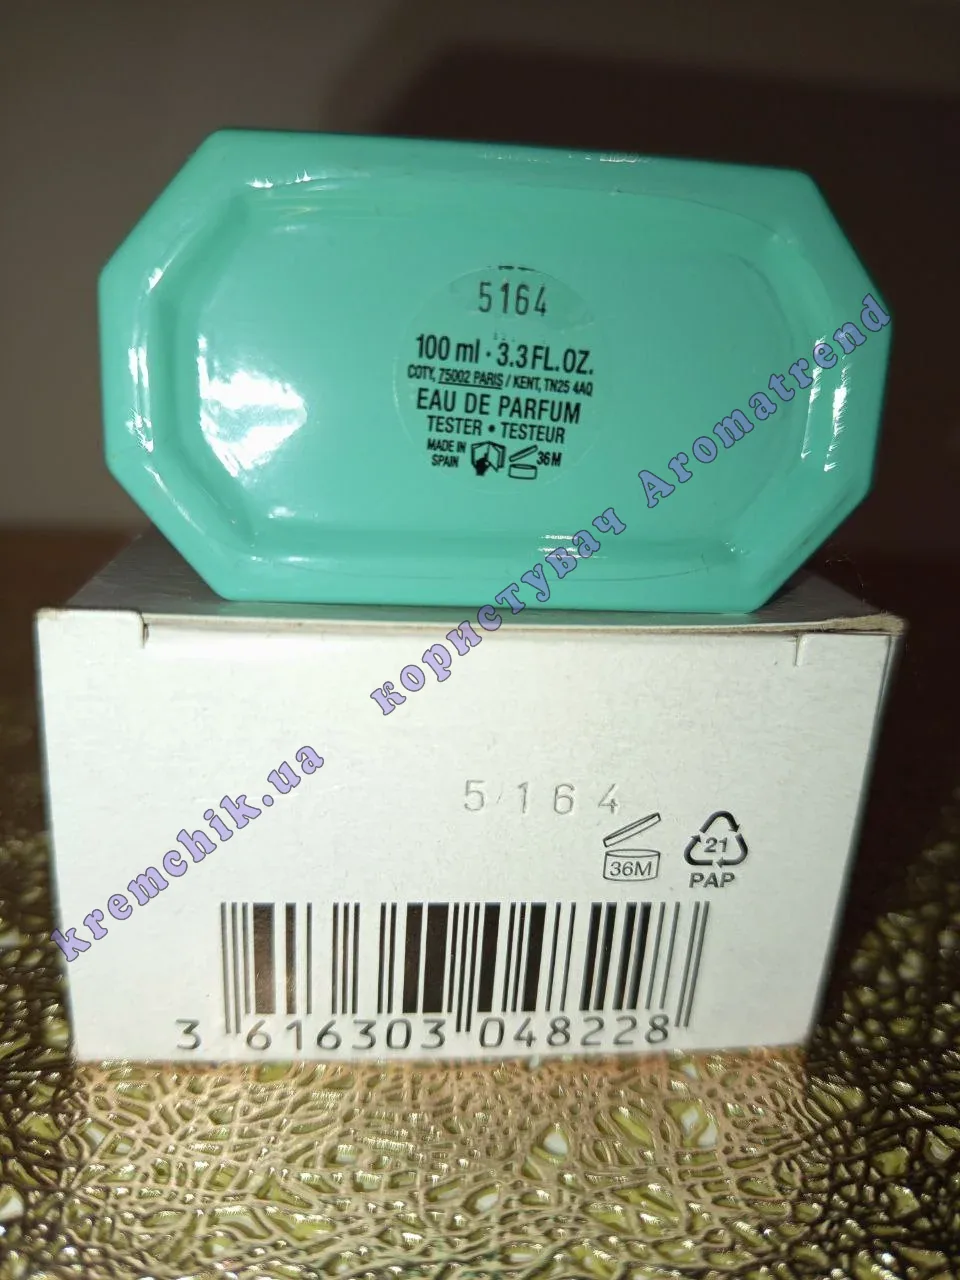 5164
100 ml · 3.3 FL.OZ.
COTY, 75002 PARIS / KENT, TN25 4AQ
EAU DE PARFUM
TESTER • TESTEUR
MADE IN
SPAIN
36M
kremchik.ua користувач Aromatrend
5164
36M
21
PAP
3 616303 048228